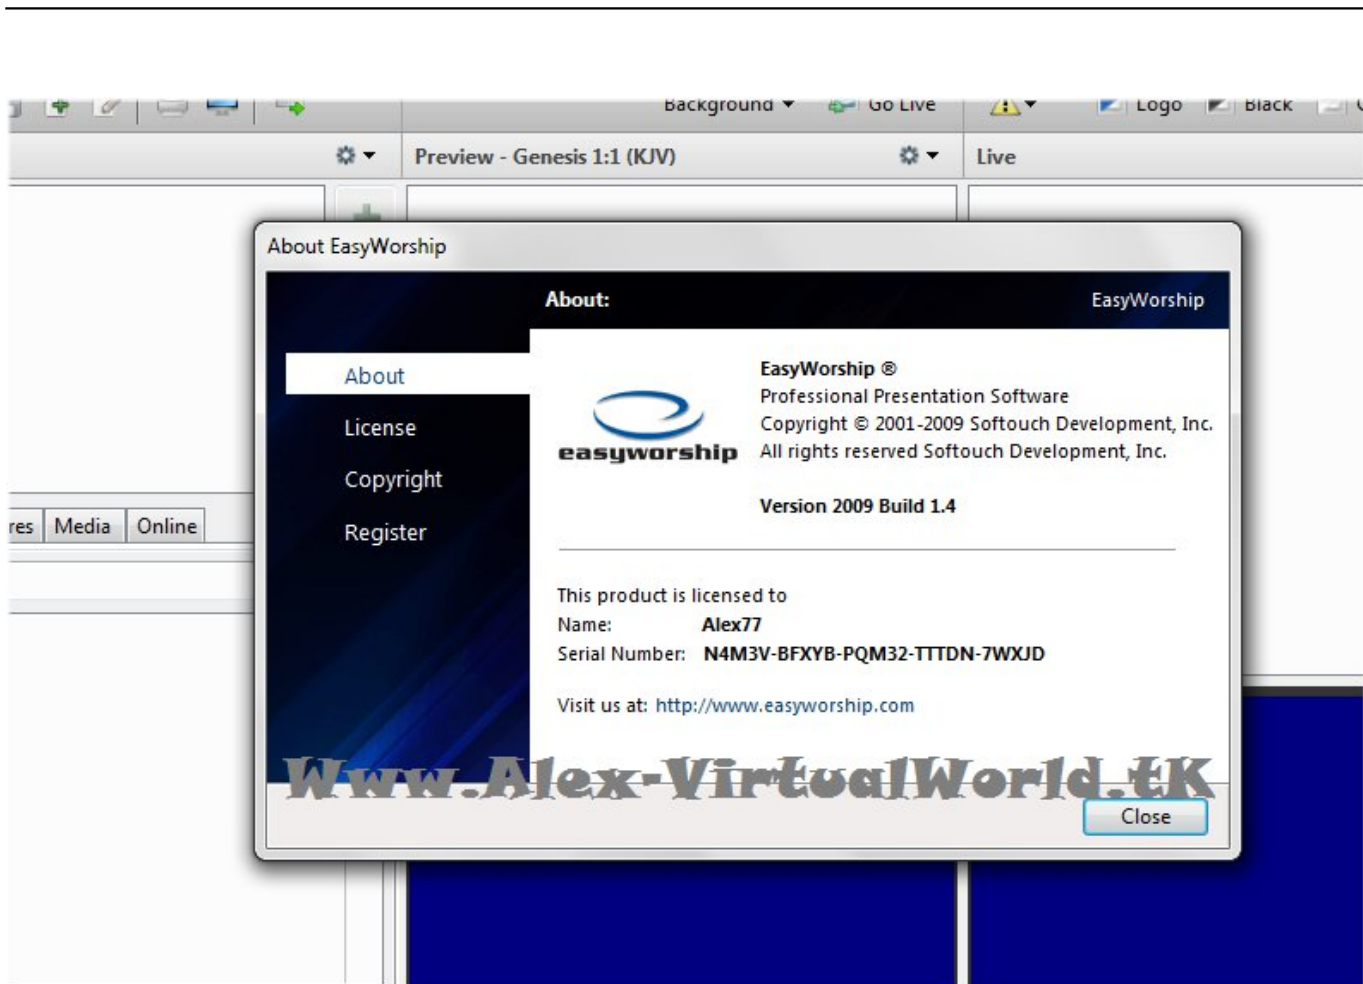 Background Go Live Logo Black
Preview - Genesis 1:1 (KJV) Live
About EasyWorship
About: EasyWorship
About
License
Copyright
Register
easyworship
EasyWorship ®
Professional Presentation Software
Copyright © 2001-2009 Softouch Development, Inc.
All rights reserved Softouch Development, Inc.
Version 2009 Build 1.4
res Media Online
This product is licensed to
Name: Alex77
Serial Number: N4M3V-BFXYB-PQM32-TTTDN-7WXJD
Visit us at: http://www.easyworship.com
Www.Alex-VirtualWorld.tK
Close